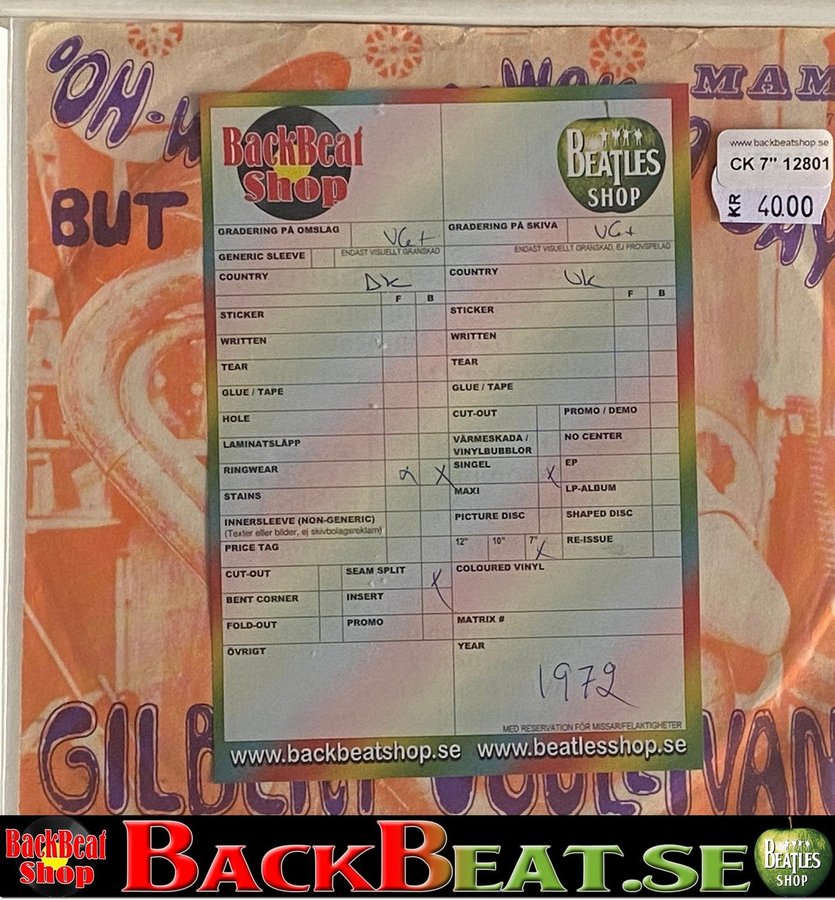 "OH-W
WOH
MAM
BUT
AY
www.backbeatshop.se
CK 7" 12801
KR 40.00
BackBeat
Shop
BEATLES
SHOP
GRADERING PÅ OMSLAG VG+
ENDAST VISUELLT GRANSKAD
GENERIC SLEEVE
COUNTRY DK
F B
STICKER
WRITTEN
TEAR
GLUE / TAPE
HOLE
LAMINATSLÄPP
RINGWEAR X X
STAINS
INNERSLEEVE (NON-GENERIC)
(Texter eller bilder, ej skivbolagsreklam)
PRICE TAG
CUT-OUT SEAM SPLIT X
BENT CORNER INSERT
FOLD-OUT PROMO
ÖVRIGT
GRADERING PÅ SKIVA VG+
ENDAST VISUELLT GRANSKAD, EJ PROVSPELAD
COUNTRY UK
F B
STICKER
WRITTEN
TEAR
GLUE / TAPE
CUT-OUT PROMO / DEMO
VÄRMESKADA / NO CENTER
VINYLBUBBLOR
SINGEL X EP
MAXI LP-ALBUM
PICTURE DISC SHAPED DISC
12" 10" 7" X RE-ISSUE
COLOURED VINYL
MATRIX #
YEAR
1972
MED RESERVATION FÖR MISSAR/FELAKTIGHETER
www.backbeatshop.se www.beatlesshop.se
BackBeat
Shop
BACKBEAT.SE
BEATLES
SHOP